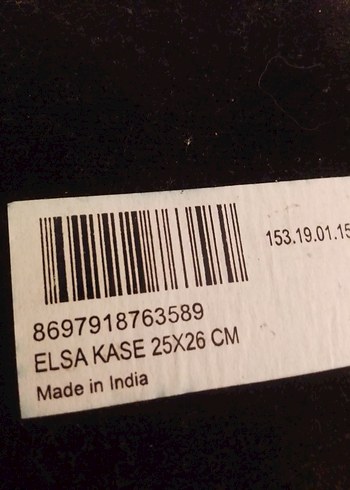 153.19.01.15
8697918763589
ELSA KASE 25X26 CM
Made in India